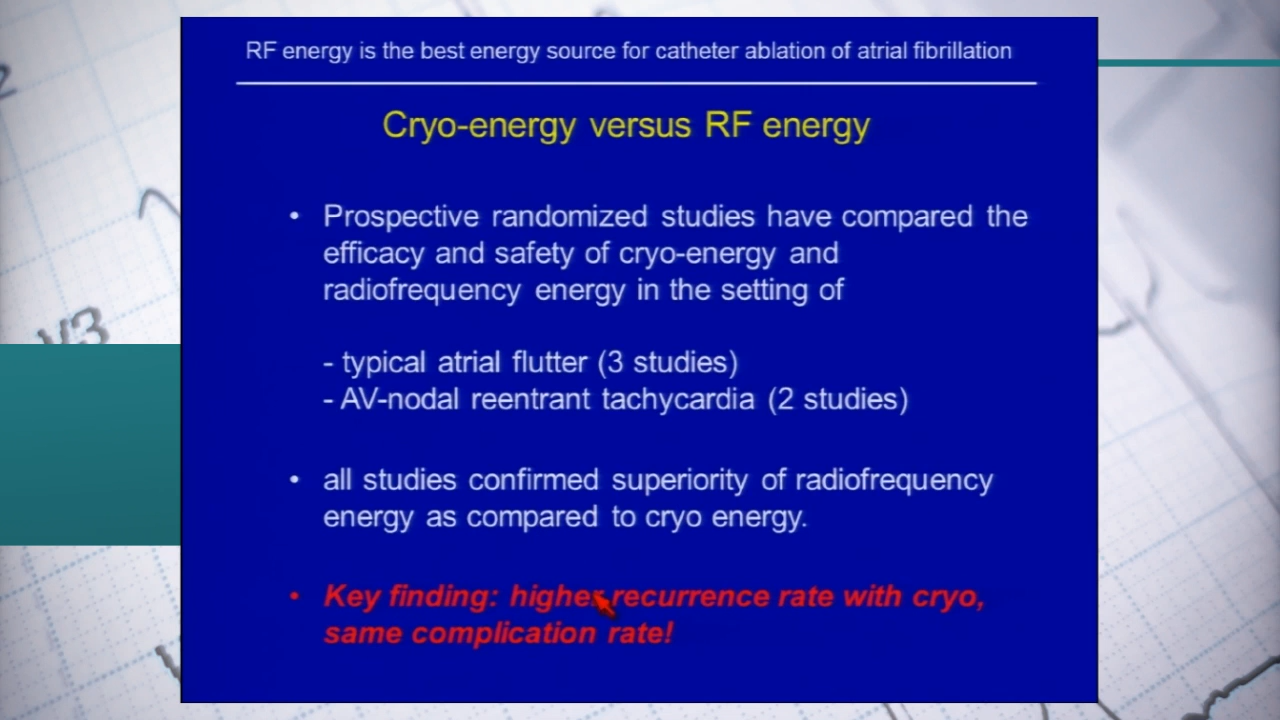 RF energy is the best energy source for catheter ablation of atrial fibrillation
Cryo-energy versus RF energy
• Prospective randomized studies have compared the
efficacy and safety of cryo-energy and
radiofrequency energy in the setting of
- typical atrial flutter (3 studies)
- AV-nodal reentrant tachycardia (2 studies)
• all studies confirmed superiority of radiofrequency
energy as compared to cryo energy.
• Key finding: higher recurrence rate with cryo,
same complication rate!
V3